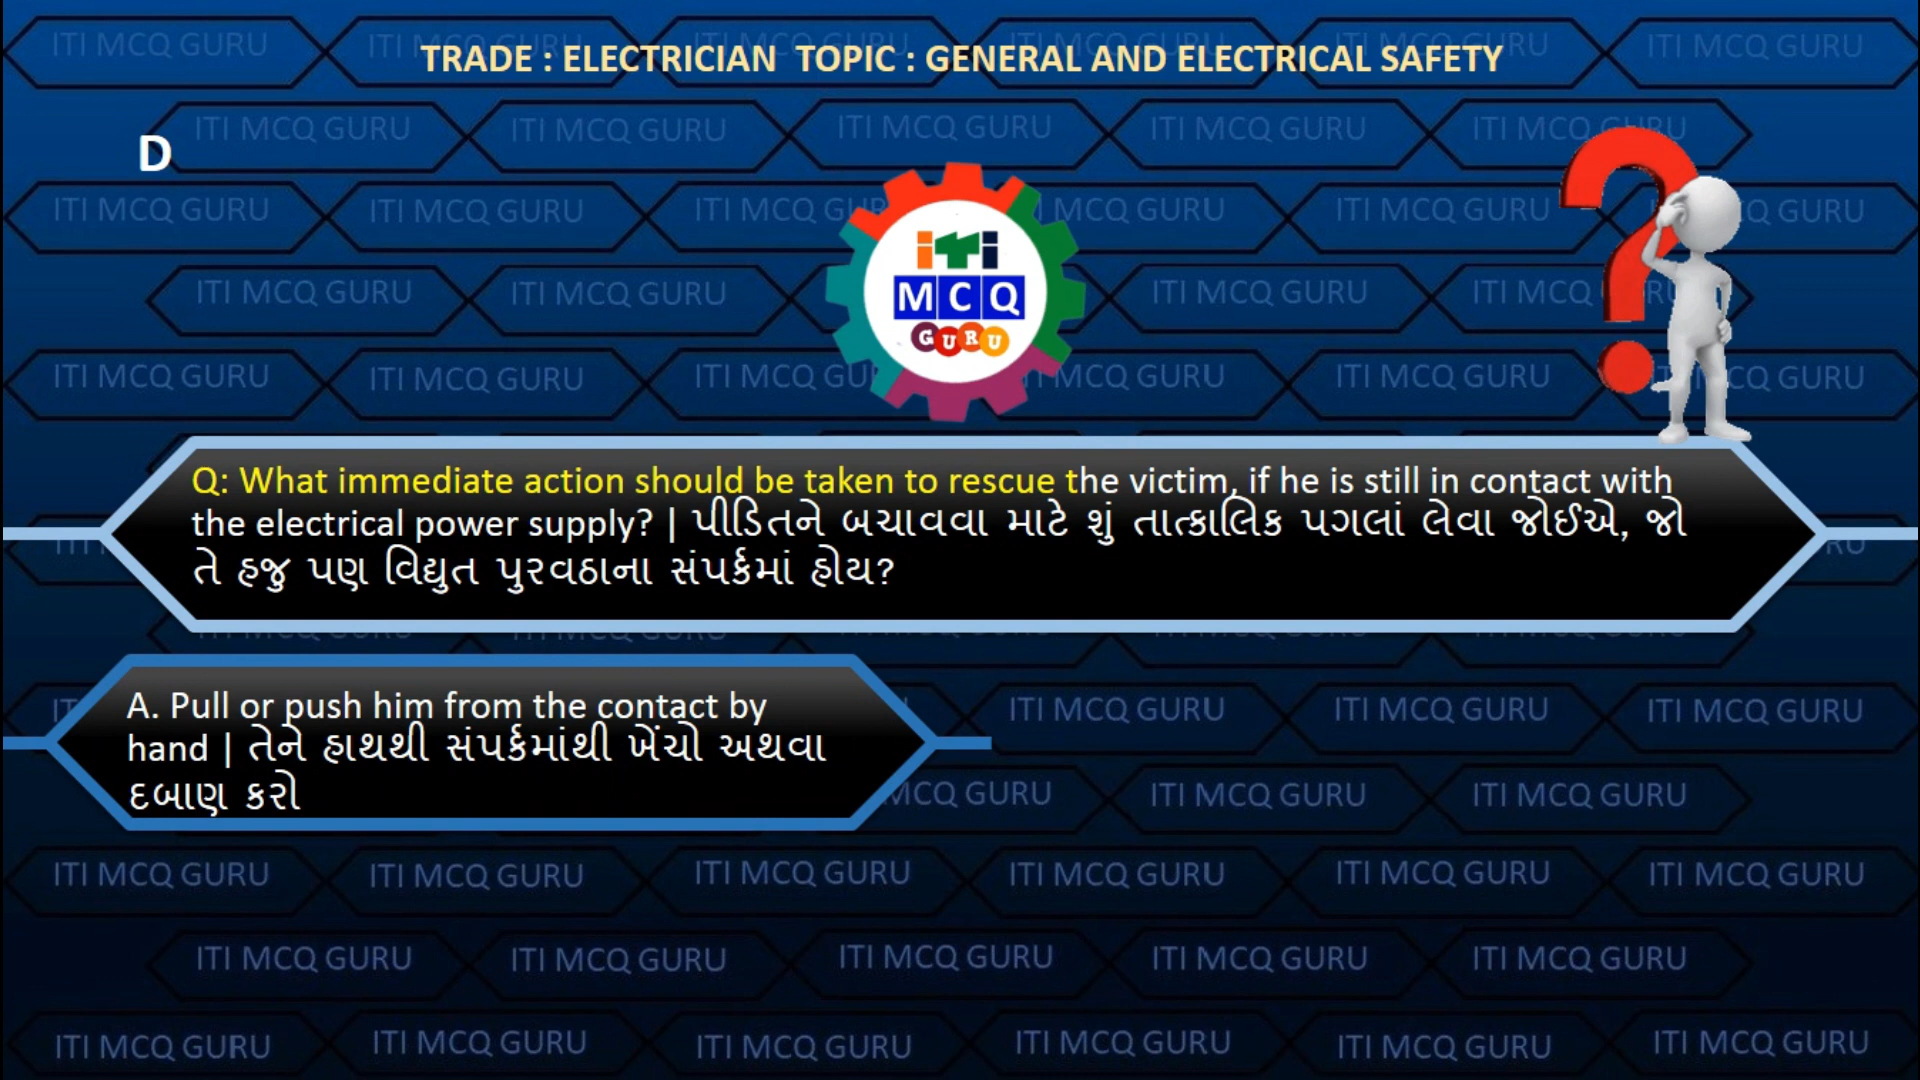 TRADE : ELECTRICIAN TOPIC : GENERAL AND ELECTRICAL SAFETY
D
iTi
MCQ
GURU
Q: What immediate action should be taken to rescue the victim, if he is still in contact with
the electrical power supply? | પીડિતને બચાવવા માટે શું તાત્કાલિક પગલાં લેવા જોઈએ, જો
તે હજુ પણ વિદ્યુત પુરવઠાના સંપર્કમાં હોય?
A. Pull or push him from the contact by
hand | તેને હાથથી સંપર્કમાંથી ખેંચો અથવા
દબાણ કરો
ITI MCQ GURU